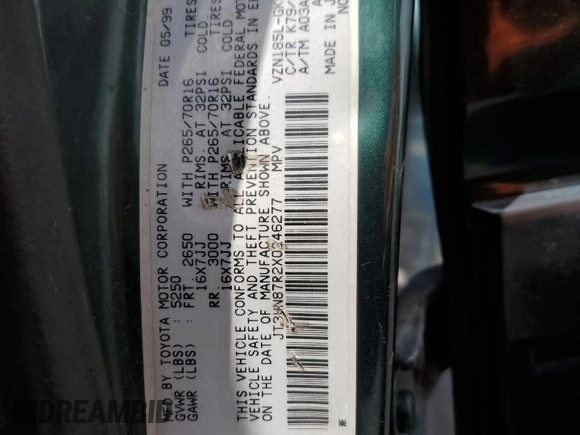 MFD BY TOYOTA MOTOR CORPORATION DATE 05/99
GVWR (LBS) : 5250
GAWR (LBS) : FRT. 2650 WITH P265/70R16 TIRES
16X7JJ RIMS. AT 32PSI COLD
RR. 3000 WITH P265/70R16 TIRES
16X7JJ RIMS AT 32PSI COLD
THIS VEHICLE CONFORMS TO ALL APPLICABLE FEDERAL MOTOR
VEHICLE SAFETY AND THEFT PREVENTION STANDARDS IN
ON THE DATE OF MANUFACTURE SHOWN ABOVE.
MPV
VZN185L-GK
C/TR K79/
A/TM A03A
MADE IN J
NO
*
DREAMBID